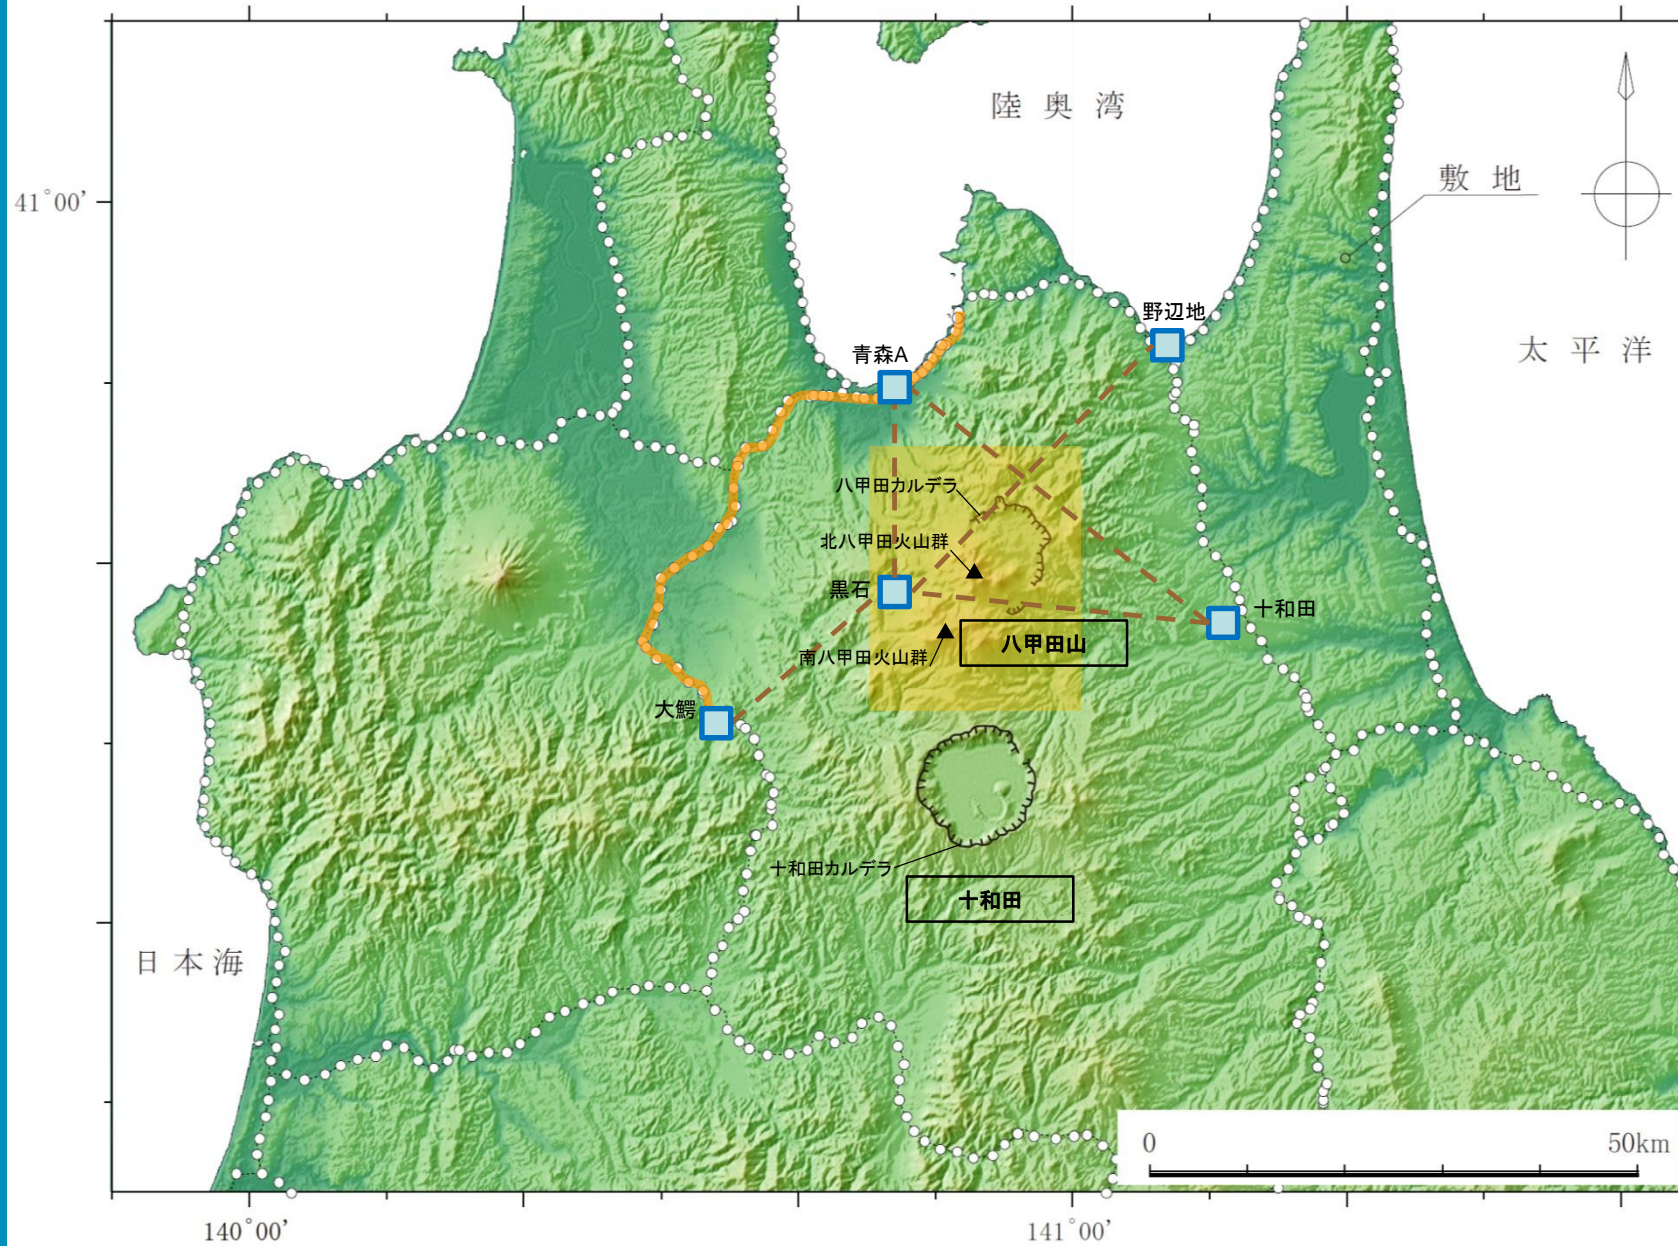 陸奥湾
敷地
41°00'
野辺地
太平洋
青森A
八甲田カルデラ
北八甲田火山群
黒石
十和田
八甲田山
南八甲田火山群
大鰐
十和田カルデラ
十和田
日本海
0 50km
140°00' 141°00'